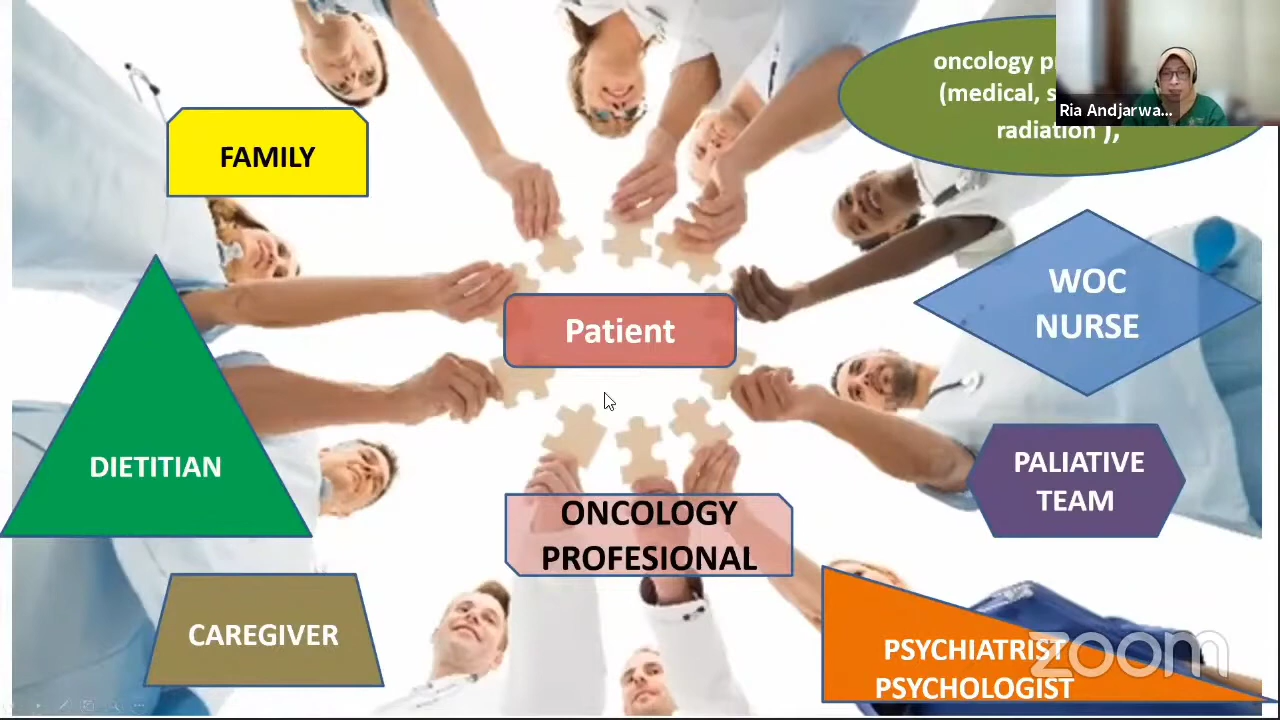 oncology
(medical,
radiation ),
Ria Andjarwa...
FAMILY
WOC
NURSE
Patient
DIETITIAN
PALIATIVE
TEAM
ONCOLOGY
PROFESIONAL
CAREGIVER
PSYCHIATRIST
PSYCHOLOGIST
zoom